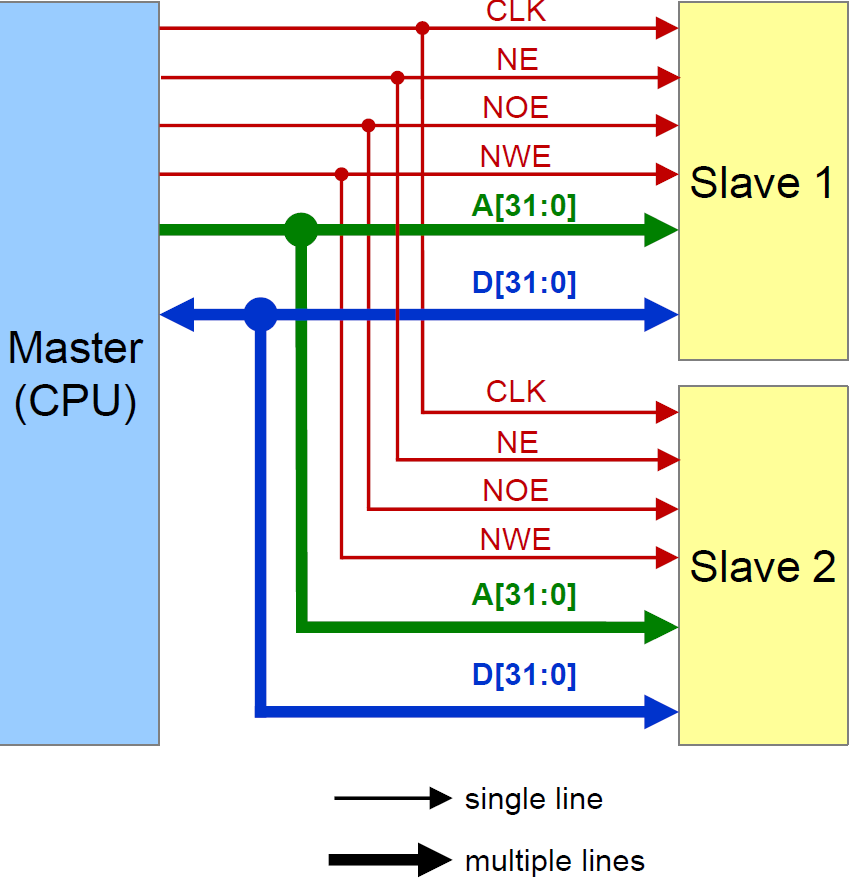 CLK
NE
NOE
NWE
A[31:0]
D[31:0]
Slave 1
Master
(CPU)
CLK
NE
NOE
NWE
A[31:0]
D[31:0]
Slave 2
single line
multiple lines